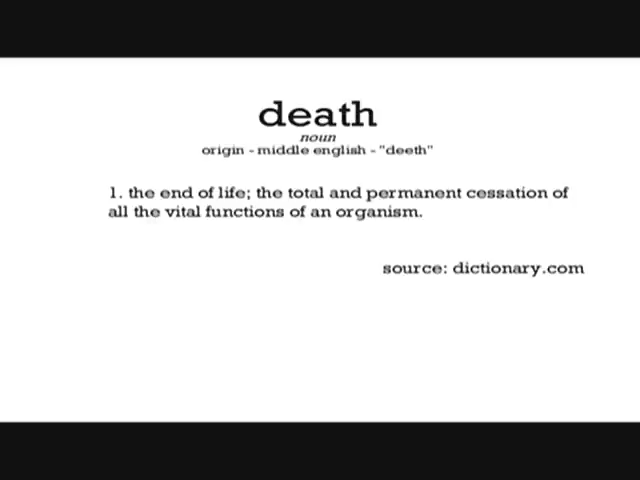 death
noun
origin - middle english - "deeth"
1. the end of life; the total and permanent cessation of
all the vital functions of an organism.
source: dictionary.com